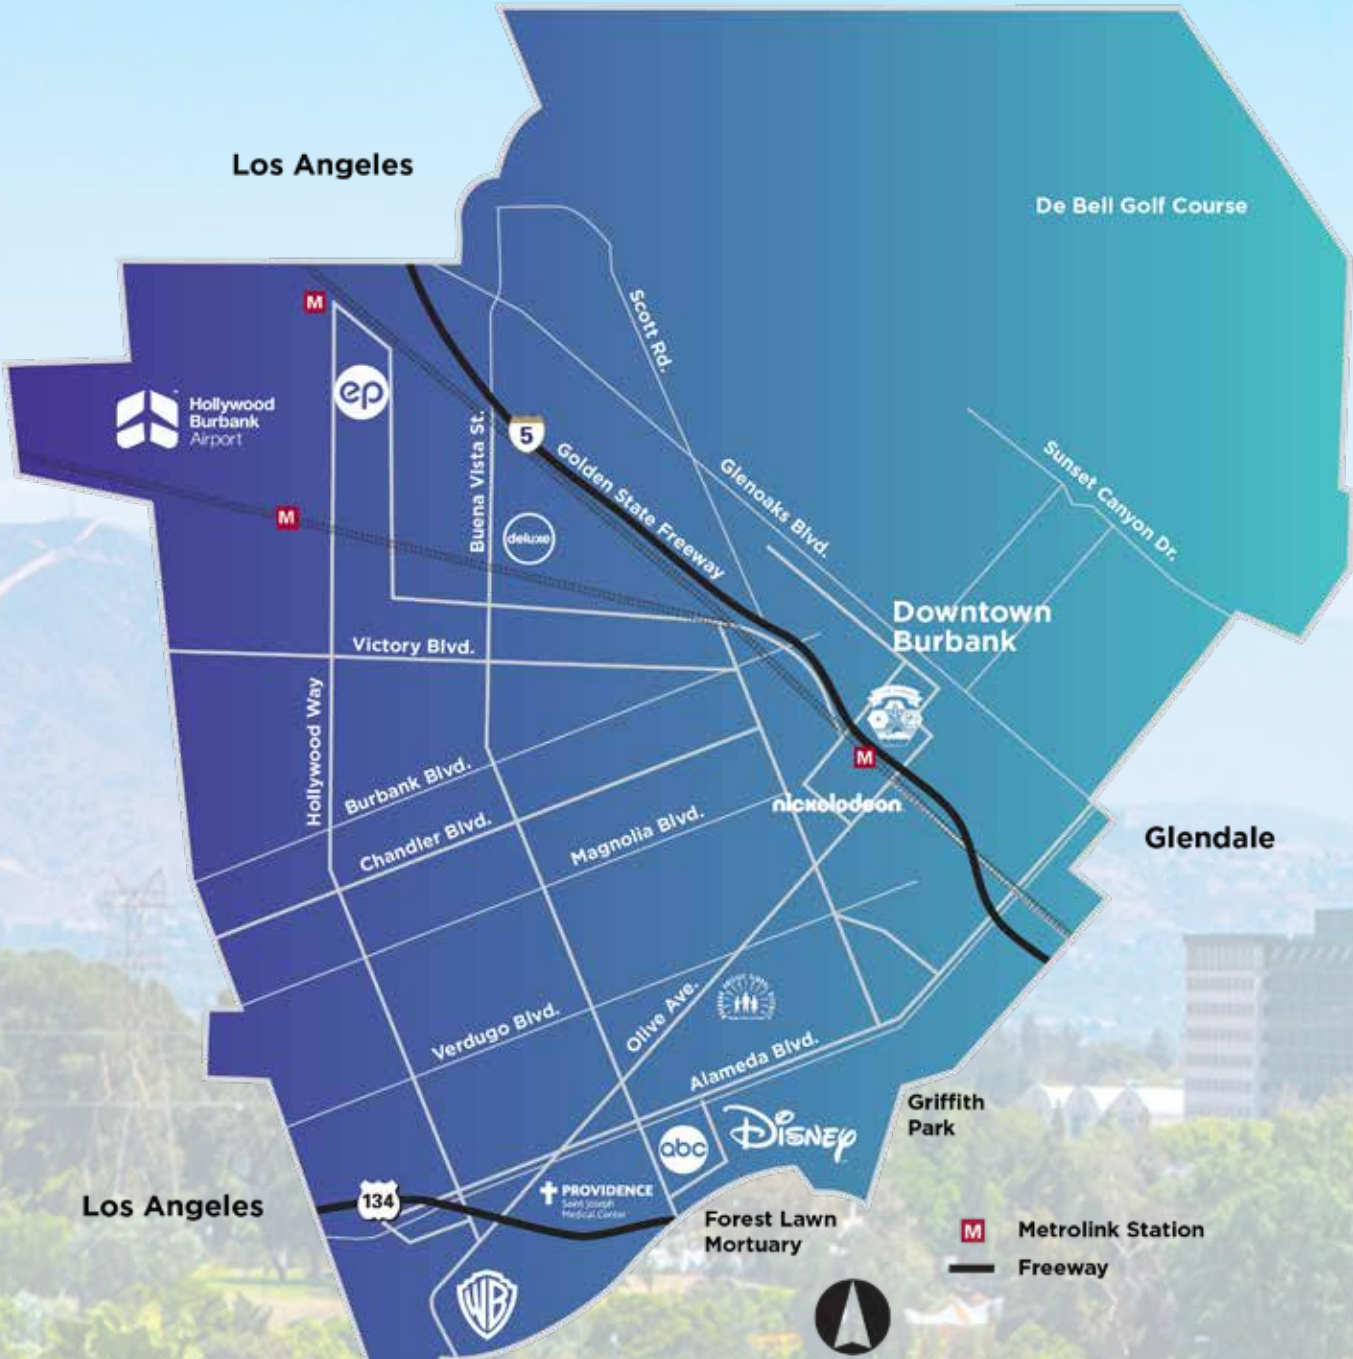 Los Angeles
De Bell Golf Course
M
Scott Rd.
ep
Hollywood
Burbank
Airport
Buena Vista St.
5
Golden State Freeway
Glenoaks Blvd.
Sunset Canyon Dr.
M
deluxe
Downtown
Burbank
Victory Blvd.
Hollywood Way
M
Burbank Blvd.
nickelodeon
Chandler Blvd.
Magnolia Blvd.
Glendale
Verdugo Blvd.
Olive Ave.
Alameda Blvd.
Griffith
Park
abc
Disney
Los Angeles
134
PROVIDENCE
Saint Joseph
Medical Center
Forest Lawn
Mortuary
M Metrolink Station
Freeway
WB